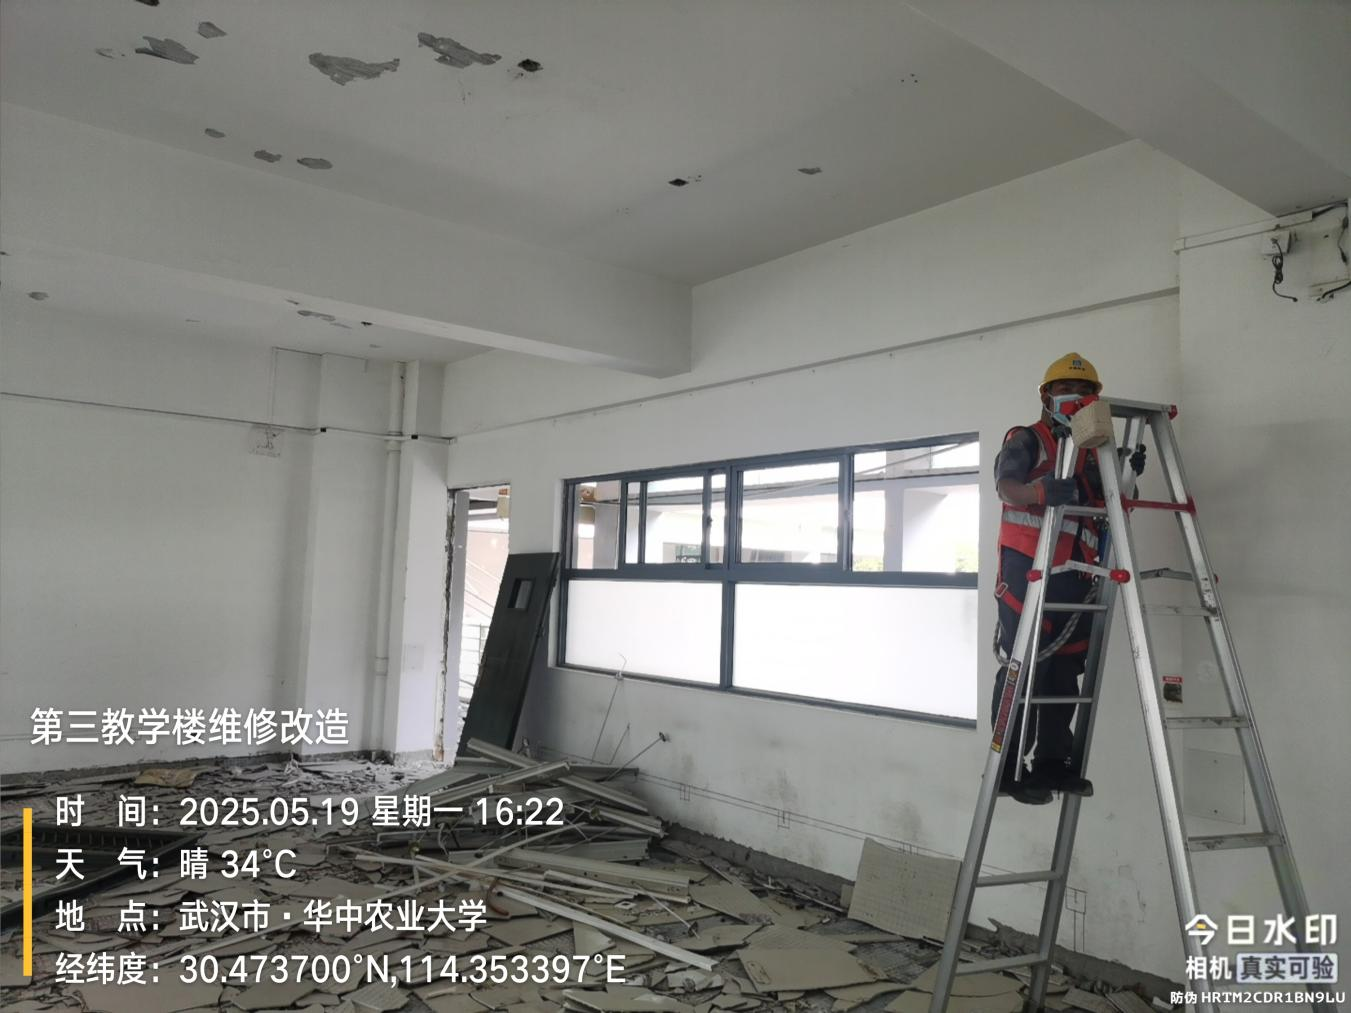 第三教学楼维修改造
时 间：2025.05.19 星期一 16:22
天 气：晴 34°C
地 点：武汉市·华中农业大学
经纬度：30.473700°N,114.353397°E
今日水印
相机 真实可验
防伪 HRTM2CDR1BN9LU